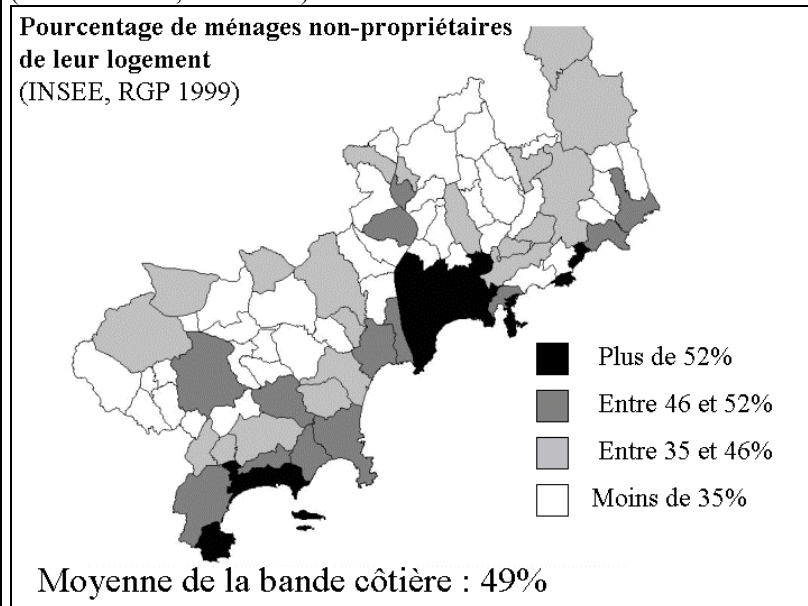 Pourcentage de ménages non-propriétaires
de leur logement
(INSEE, RGP 1999)
Plus de 52%
Entre 46 et 52%
Entre 35 et 46%
Moins de 35%
Moyenne de la bande côtière : 49%